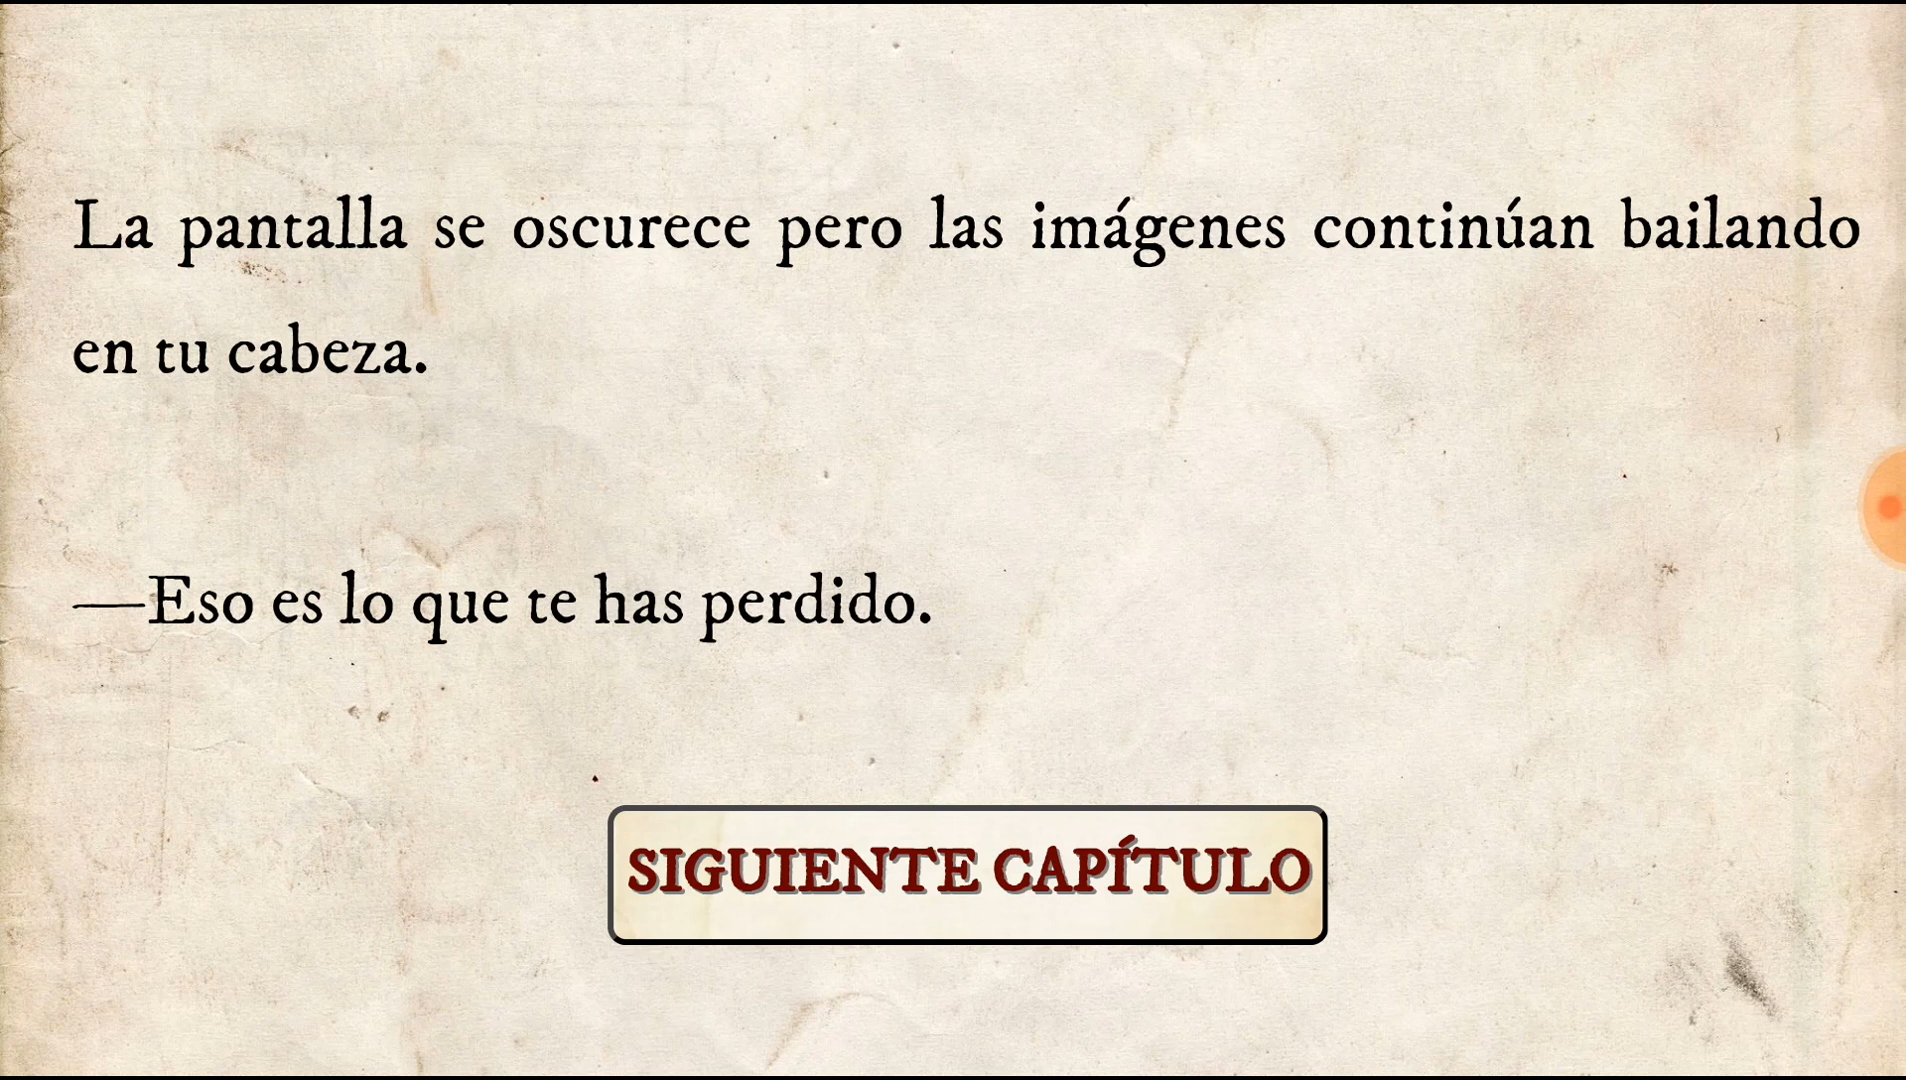 La pantalla se oscurece pero las imágenes continúan bailando
en tu cabeza.
—Eso es lo que te has perdido.
SIGUIENTE CAPÍTULO